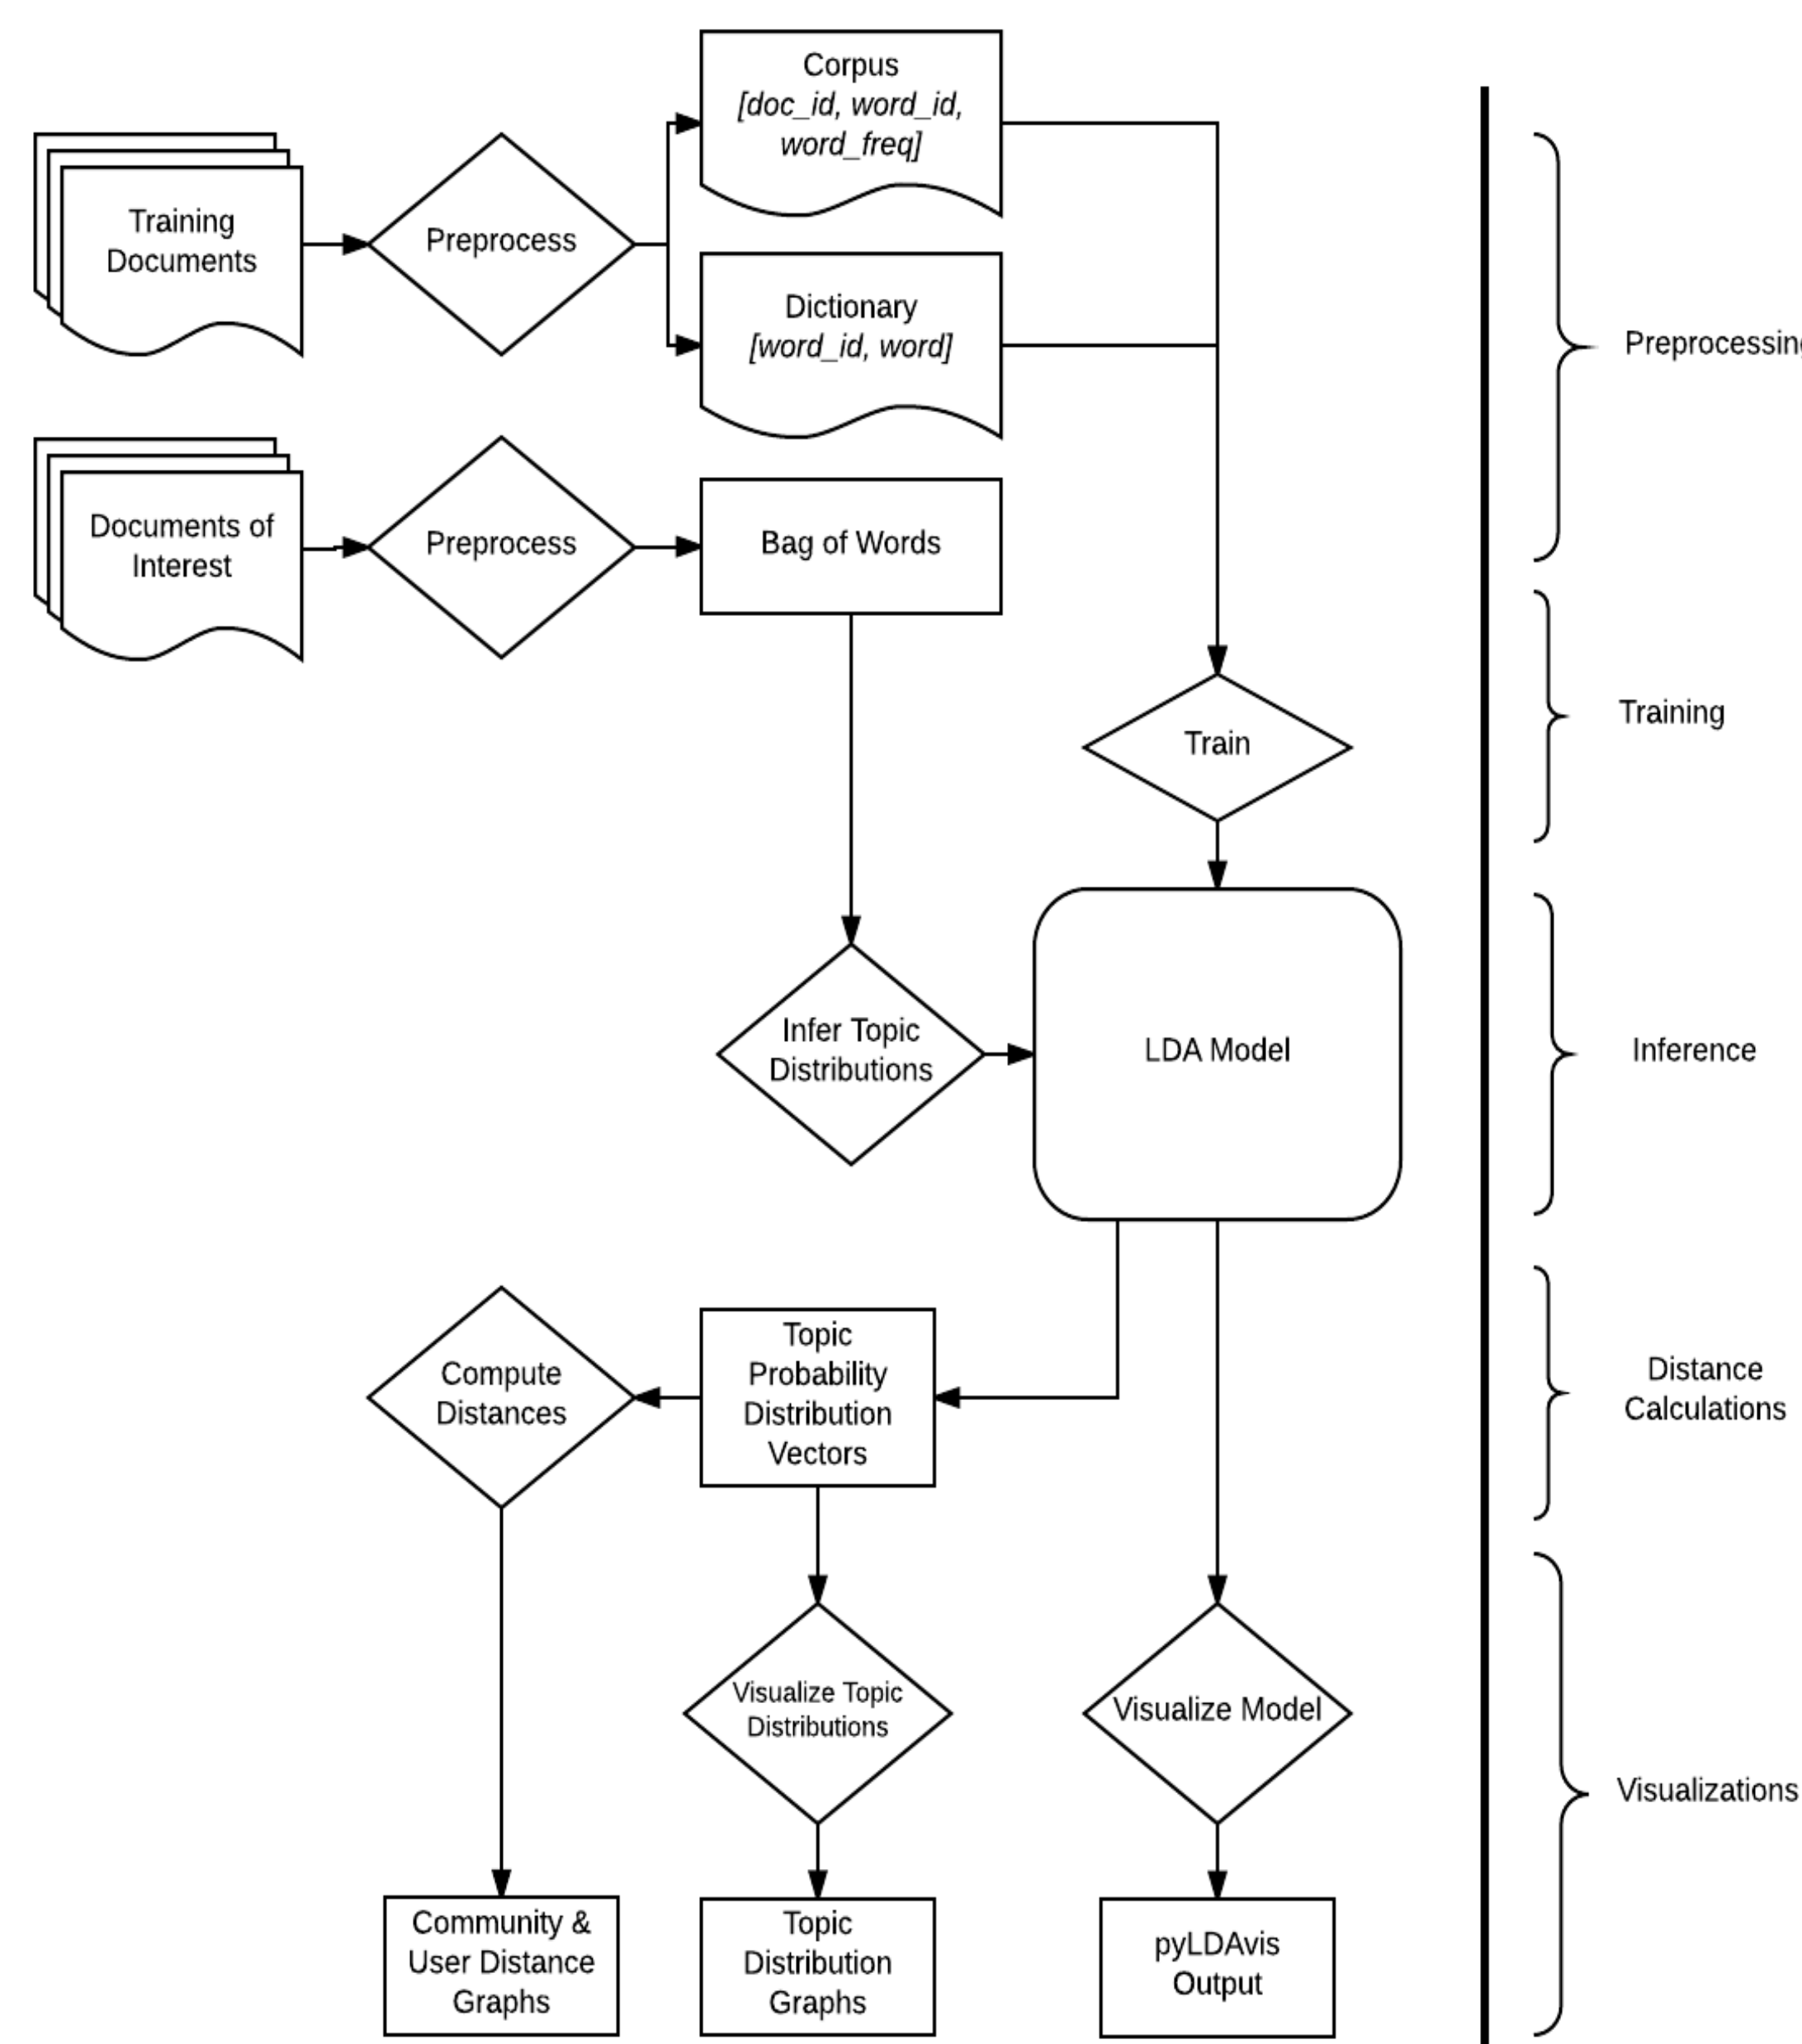 Corpus
[doc_id, word_id,
word_freq]
Training
Documents
Preprocess
Dictionary
[word_id, word]
Preprocessing
Documents of
Interest
Preprocess
Bag of Words
Training
Train
Infer Topic
Distributions
LDA Model
Inference
Compute
Distances
Topic
Probability
Distribution
Vectors
Distance
Calculations
Visualize Topic
Distributions
Visualize Model
Visualizations
Community &
User Distance
Graphs
Topic
Distribution
Graphs
pyLDAvis
Output